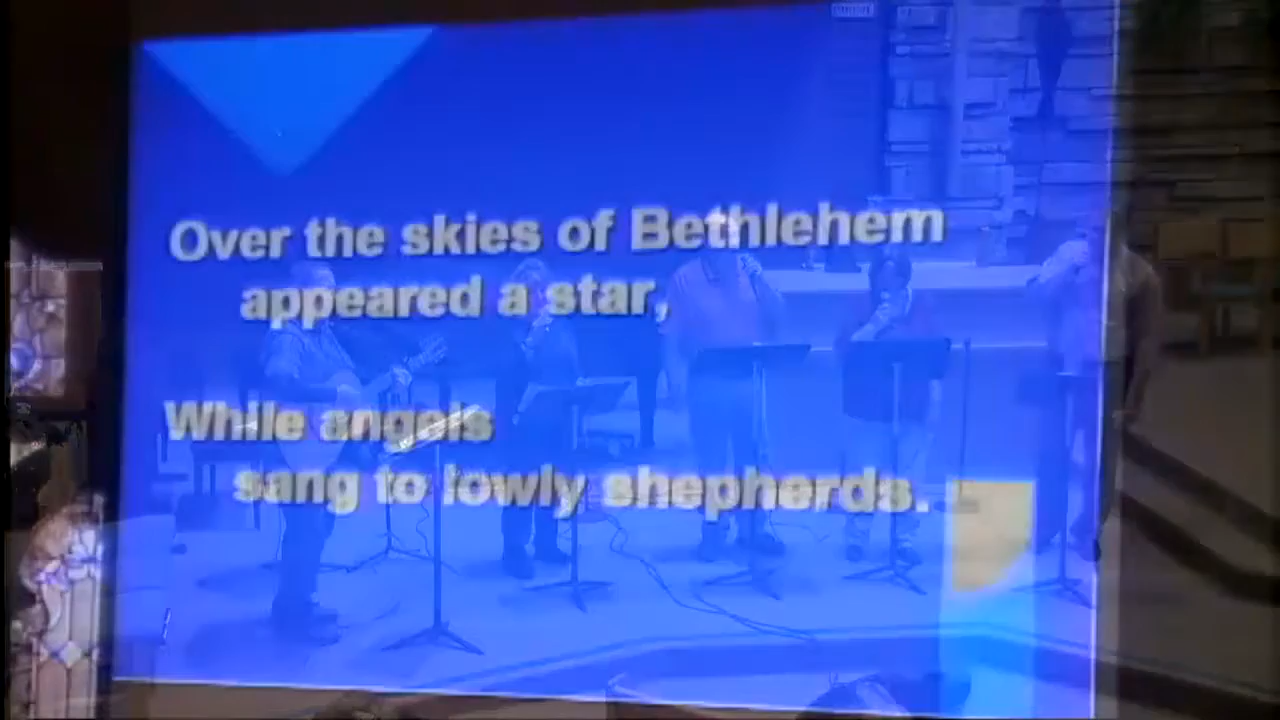 Over the skies of Bethlehem
appeared a star,
While angels
sang to lowly shepherds.